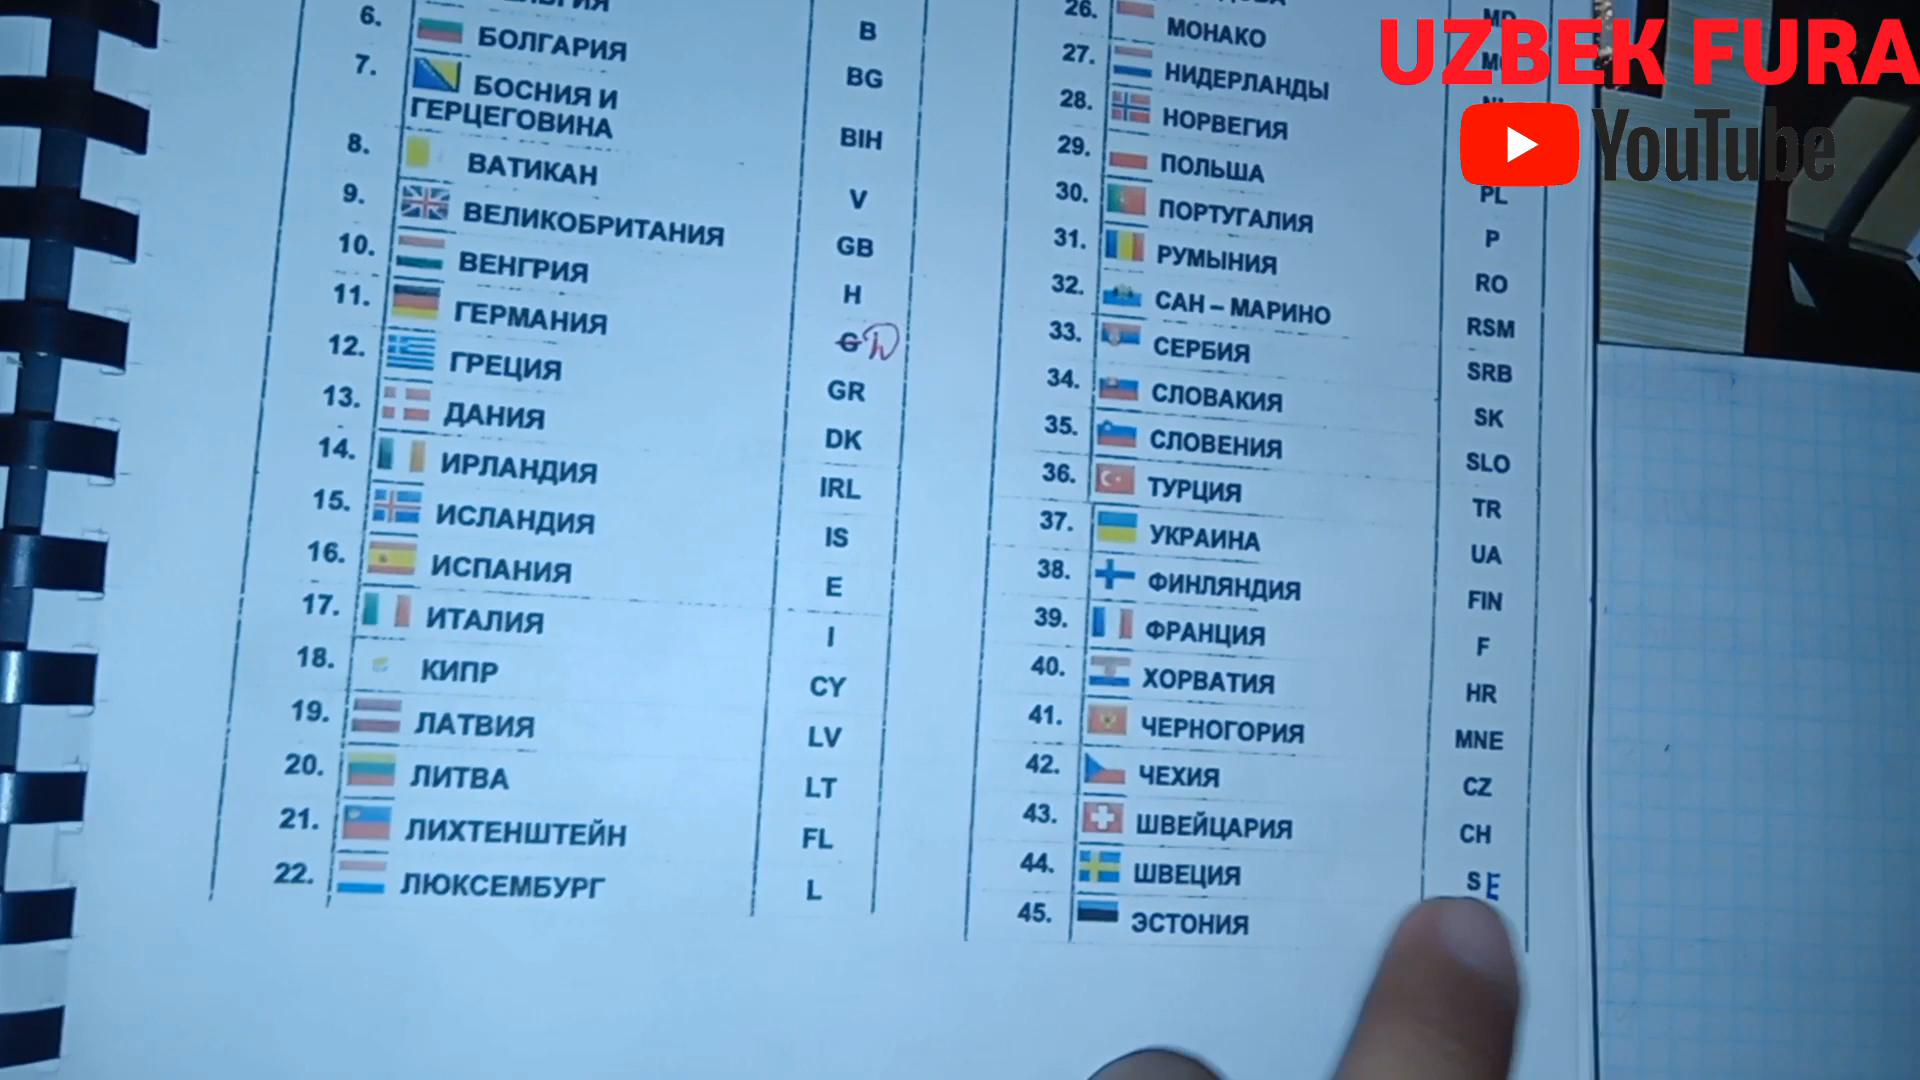 6. БОЛГАРИЯ B
7. БОСНИЯ И BG
ГЕРЦЕГОВИНА BIH
8. ВАТИКАН V
9. ВЕЛИКОБРИТАНИЯ GB
10. ВЕНГРИЯ H
11. ГЕРМАНИЯ G D
12. ГРЕЦИЯ GR
13. ДАНИЯ DK
14. ИРЛАНДИЯ IRL
15. ИСЛАНДИЯ IS
16. ИСПАНИЯ E
17. ИТАЛИЯ I
18. КИПР CY
19. ЛАТВИЯ LV
20. ЛИТВА LT
21. ЛИХТЕНШТЕЙН FL
22. ЛЮКСЕМБУРГ L
26. МОНАКО MD
27. НИДЕРЛАНДЫ
28. НОРВЕГИЯ
29. ПОЛЬША PL
30. ПОРТУГАЛИЯ P
31. РУМЫНИЯ RO
32. САН – МАРИНО RSM
33. СЕРБИЯ SRB
34. СЛОВАКИЯ SK
35. СЛОВЕНИЯ SLO
36. ТУРЦИЯ TR
37. УКРАИНА UA
38. ФИНЛЯНДИЯ FIN
39. ФРАНЦИЯ F
40. ХОРВАТИЯ HR
41. ЧЕРНОГОРИЯ MNE
42. ЧЕХИЯ CZ
43. ШВЕЙЦАРИЯ CH
44. ШВЕЦИЯ SE
45. ЭСТОНИЯ
UZBEK FURA
YouTube